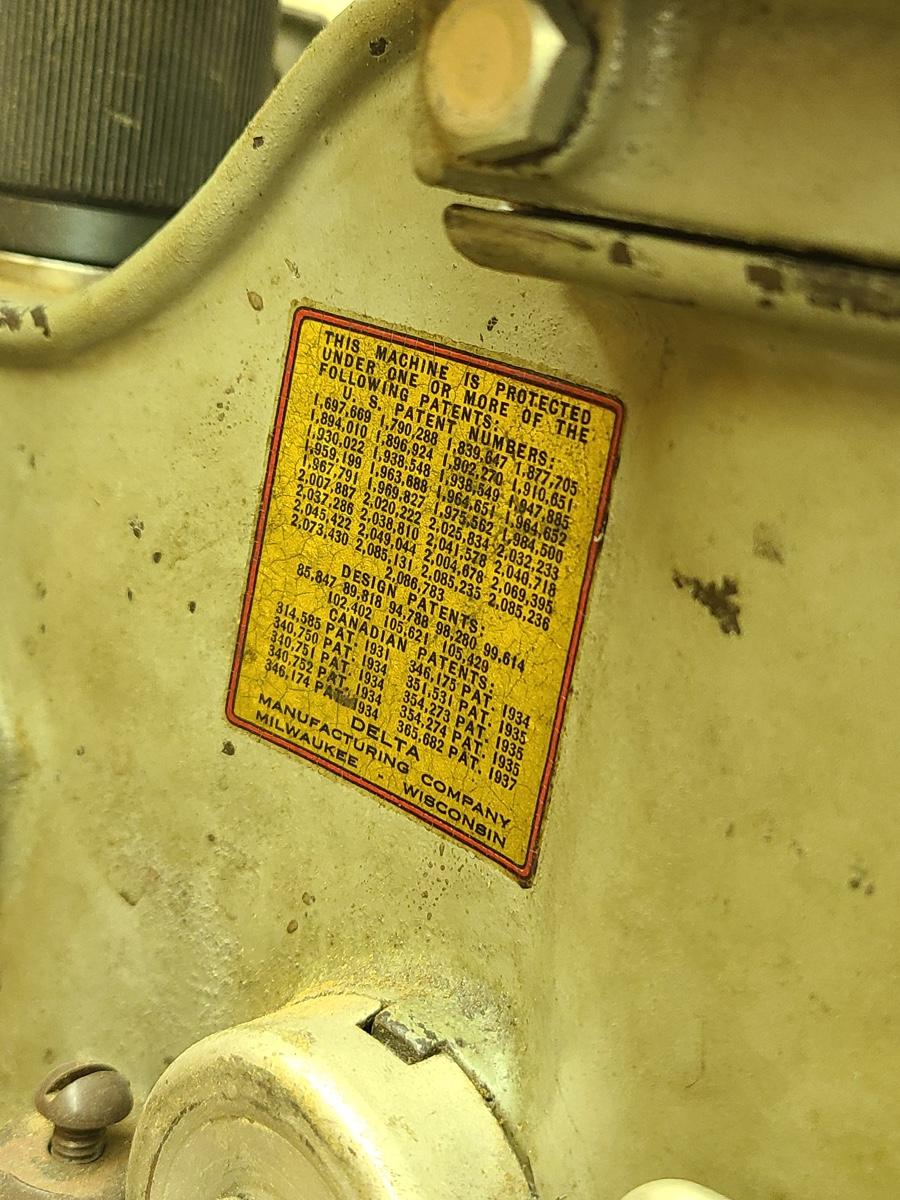 THIS MACHINE IS PROTECTED
UNDER ONE OR MORE OF THE
FOLLOWING PATENTS:
U. S. PATENT NUMBERS:
1,697,669 1,790,288 1,839,647 1,877,705
1,894,010 1,896,924 1,902,270 1,910,651
1,930,022 1,938,548 1,938,549 1,947,885
1,959,199 1,963,688 1,964,651 1,964,652
1,967,791 1,969,827 1,975,562 1,984,500
2,007,887 2,020,222 2,025,834 2,032,233
2,037,286 2,038,810 2,041,528 2,040,718
2,045,422 2,049,044 2,004,678 2,069,395
2,073,430 2,085,131 2,085,235 2,085,236
2,086,783
DESIGN PATENTS:
85,847 89,818 94,788 98,280 99,614
102,402 105,621 105,429
CANADIAN PATENTS:
314,585 PAT. 1931 346,175 PAT. 1934
340,750 PAT. 1934 351,531 PAT. 1935
340,751 PAT. 1934 354,273 PAT. 1935
340,752 PAT. 1934 354,274 PAT. 1935
346,174 1934 365,682 PAT. 1937
DELTA
MANUFACTURING COMPANY
MILWAUKEE - WISCONSIN